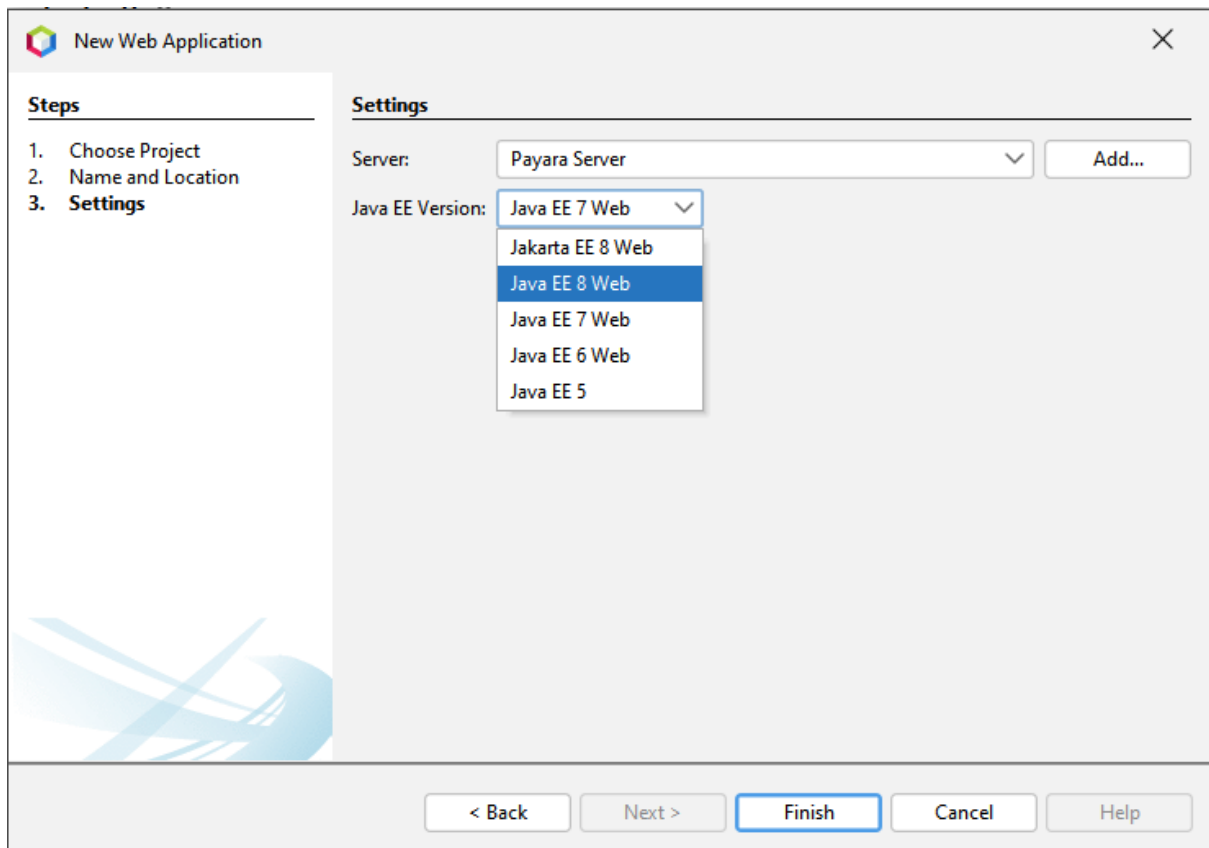 New Web Application
Steps
1. Choose Project
2. Name and Location
3. Settings
Settings
Server: Payara Server Add...
Java EE Version: Java EE 7 Web
Jakarta EE 8 Web
Java EE 8 Web
Java EE 7 Web
Java EE 6 Web
Java EE 5
< Back Next > Finish Cancel Help